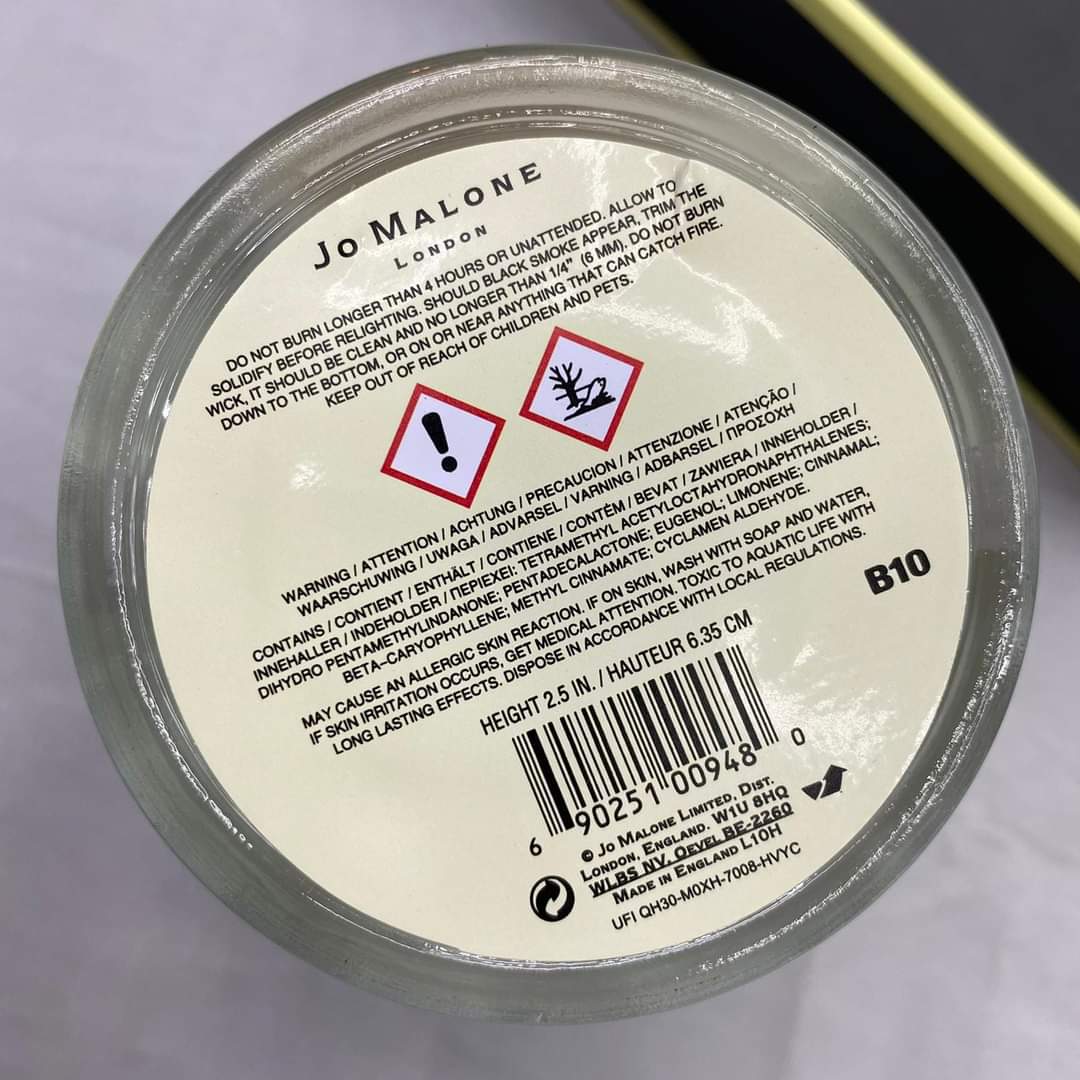 JO MALONE
LONDON
DO NOT BURN LONGER THAN 4 HOURS OR UNATTENDED. ALLOW TO
SOLIDIFY BEFORE RELIGHTING. SHOULD BLACK SMOKE APPEAR, TRIM THE
WICK, IT SHOULD BE CLEAN AND NO LONGER THAN 1/4" (6 MM). DO NOT BURN
DOWN TO THE BOTTOM, OR ON OR NEAR ANYTHING THAT CAN CATCH FIRE.
KEEP OUT OF REACH OF CHILDREN AND PETS.
WARNING / ATTENTION / ACHTUNG / PRECAUCION / ATTENZIONE / ATENÇÃO /
WAARSCHUWING / UWAGA / ADVARSEL / VARNING / ADBARSEL / ΠΡΟΣΟΧΗ
CONTAINS / CONTIENT / ENTHÄLT / CONTIENE / CONTÉM / BEVAT / ZAWIERA / INNEHOLDER /
INNEHALLER / INDEHOLDER / ΠΕΡΙΕΧΕΙ: TETRAMETHYL ACETYLOCTAHYDRONAPHTHALENES;
DIHYDRO PENTAMETHYLINDANONE; PENTADECALACTONE; EUGENOL; LIMONENE; CINNAMAL;
BETA-CARYOPHYLLENE; METHYL CINNAMATE; CYCLAMEN ALDEHYDE.
MAY CAUSE AN ALLERGIC SKIN REACTION. IF ON SKIN, WASH WITH SOAP AND WATER,
IF SKIN IRRITATION OCCURS, GET MEDICAL ATTENTION. TOXIC TO AQUATIC LIFE WITH
LONG LASTING EFFECTS. DISPOSE IN ACCORDANCE WITH LOCAL REGULATIONS.
B10
HEIGHT 2.5 IN. / HAUTEUR 6.35 CM
6 90251 00948 0
© JO MALONE LIMITED, DIST.
LONDON, ENGLAND. W1U 8HQ
WLBS NV, OEVEL BE-2260
MADE IN ENGLAND L10H
UFI QH30-M0XH-7008-HVYC